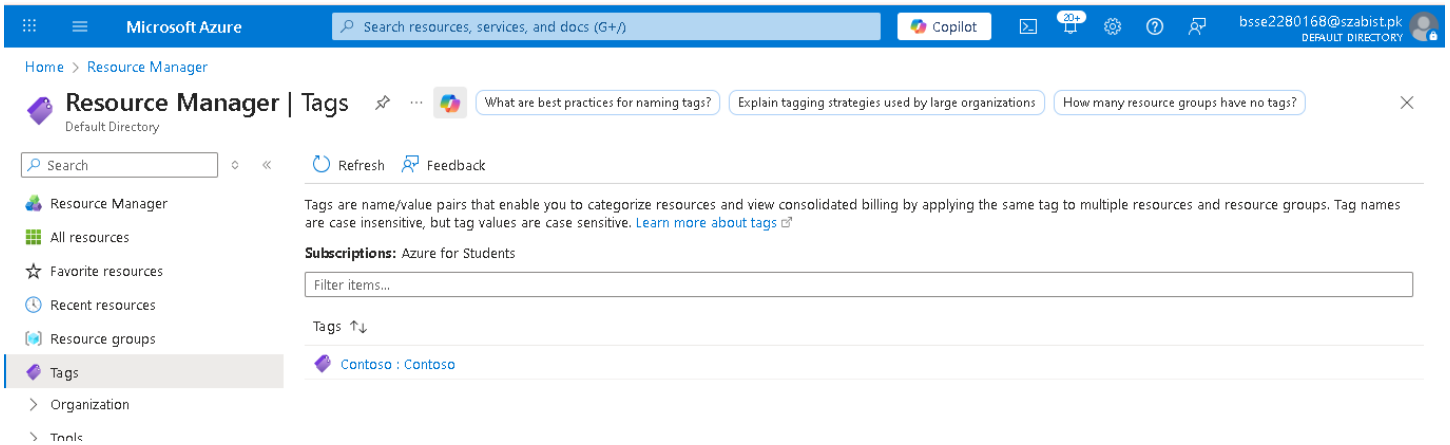 Microsoft Azure
Search resources, services, and docs (G+/)
Copilot
20+
bsse2280168@szabist.pk
DEFAULT DIRECTORY
Home > Resource Manager
Resource Manager | Tags
Default Directory
What are best practices for naming tags?
Explain tagging strategies used by large organizations
How many resource groups have no tags?
Search
Refresh
Feedback
Resource Manager
All resources
Favorite resources
Recent resources
Resource groups
Tags
Organization
Tools
Tags are name/value pairs that enable you to categorize resources and view consolidated billing by applying the same tag to multiple resources and resource groups. Tag names
are case insensitive, but tag values are case sensitive. Learn more about tags
Subscriptions: Azure for Students
Filter items...
Tags
Contoso : Contoso